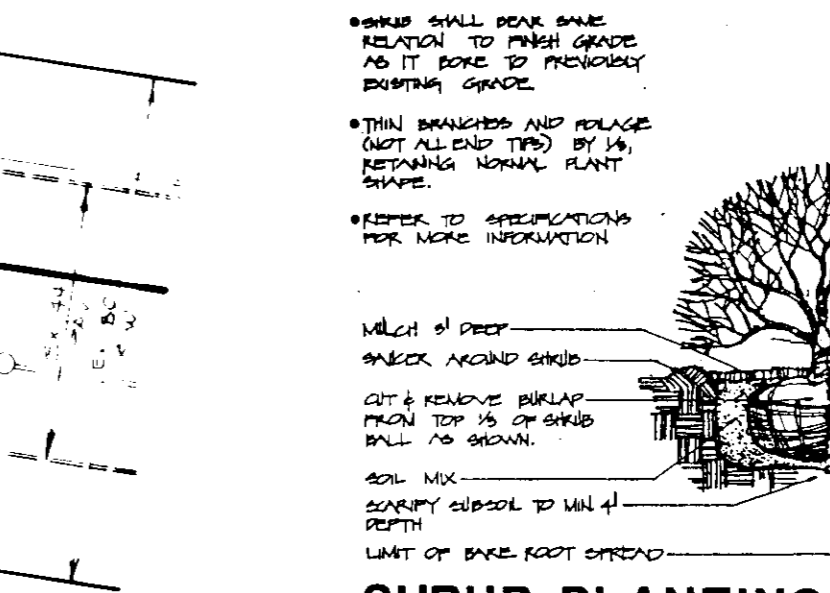 • SHRUB SHALL BEAR SAME
RELATION TO FINISH GRADE
AS IT BORE TO PREVIOUSLY
EXISTING GRADE
• THIN BRANCHES AND FOLIAGE
(NOT ALL END TIPS) BY 1/3,
RETAINING NORMAL PLANT
SHAPE.
• REFER TO SPECIFICATIONS
FOR MORE INFORMATION
MULCH 3" DEEP
SAUCER AROUND SHRUB
CUT & REMOVE BURLAP
FROM TOP 1/3 OF SHRUB
BALL AS SHOWN.
SOIL MIX
SCARIFY SUBSOIL TO MIN 4"
DEPTH
LIMIT OF BARE ROOT SPREAD
SHRUB PLANTING